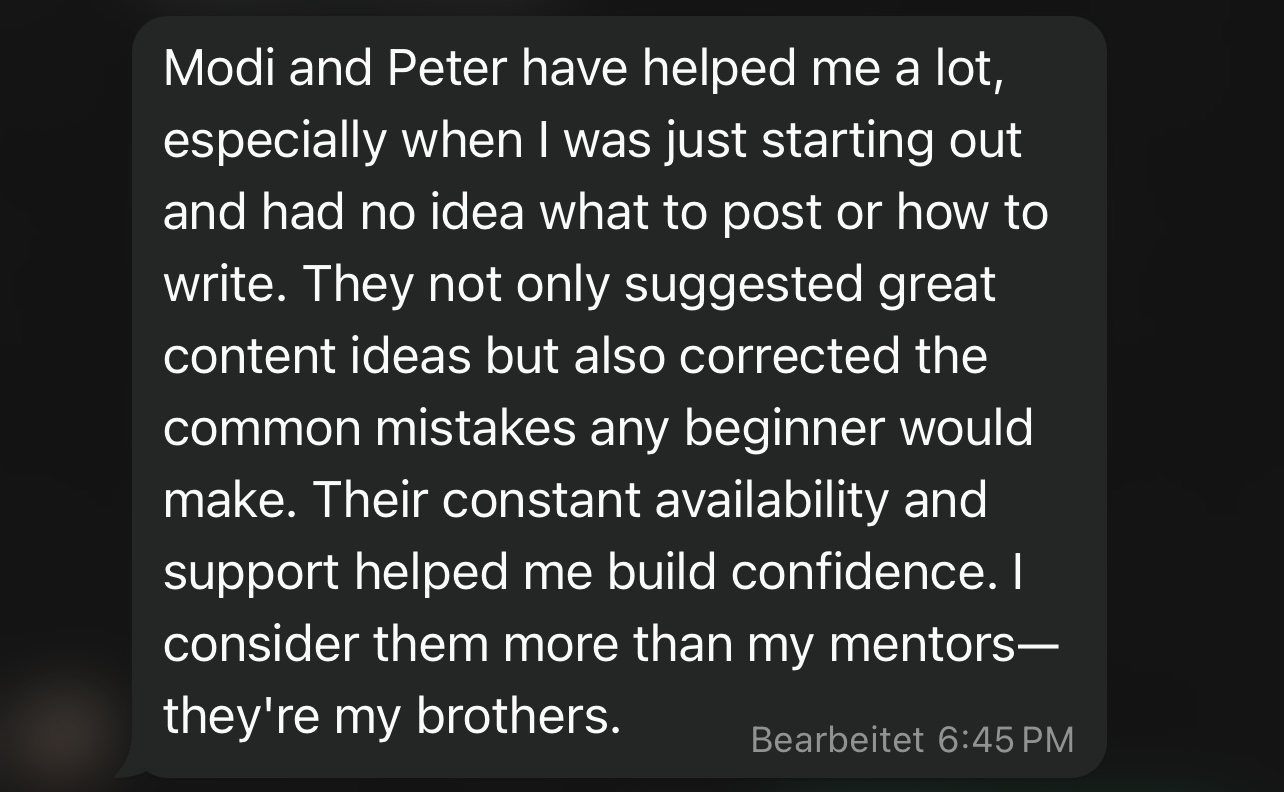 Modi and Peter have helped me a lot,
especially when I was just starting out
and had no idea what to post or how to
write. They not only suggested great
content ideas but also corrected the
common mistakes any beginner would
make. Their constant availability and
support helped me build confidence. I
consider them more than my mentors—
they're my brothers.
Bearbeitet 6:45 PM